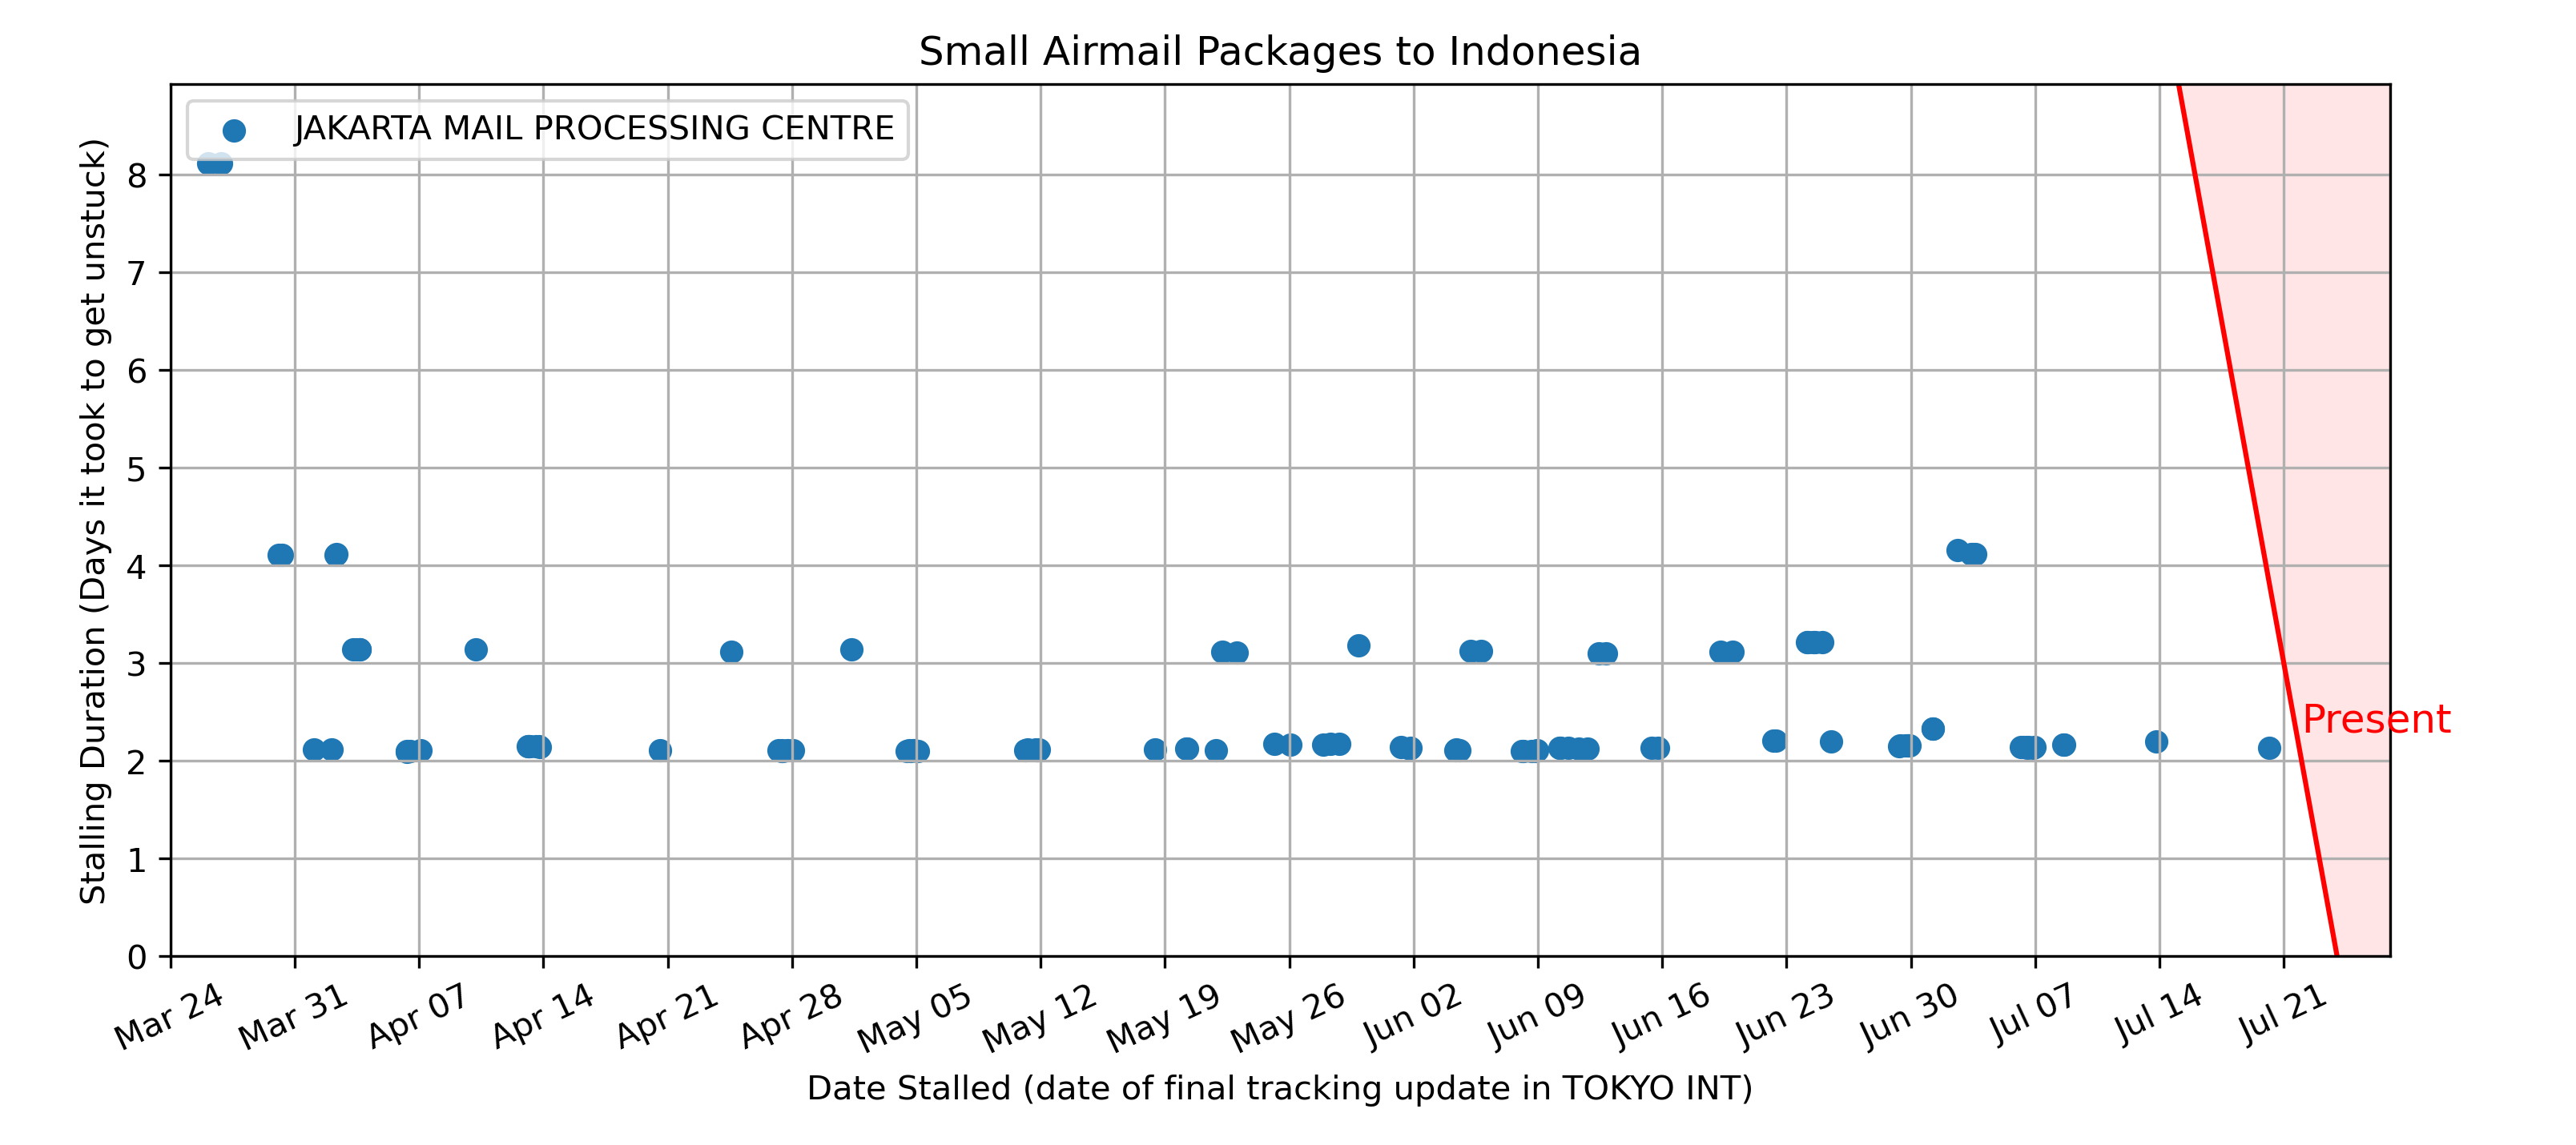 Small Airmail Packages to Indonesia
JAKARTA MAIL PROCESSING CENTRE
Stalling Duration (Days it took to get unstuck)
8
7
6
5
4
3
2
1
0
Present
Mar 24
Mar 31
Apr 07
Apr 14
Apr 21
Apr 28
May 05
May 12
May 19
May 26
Jun 02
Jun 09
Jun 16
Jun 23
Jun 30
Jul 07
Jul 14
Jul 21
Date Stalled (date of final tracking update in TOKYO INT)